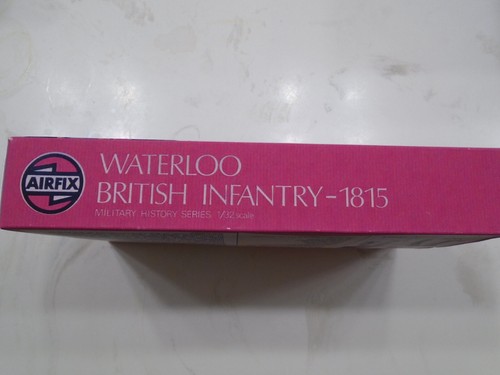 AIRFIX
WATERLOO
BRITISH INFANTRY-1815
MILITARY HISTORY SERIES 1/32 scale